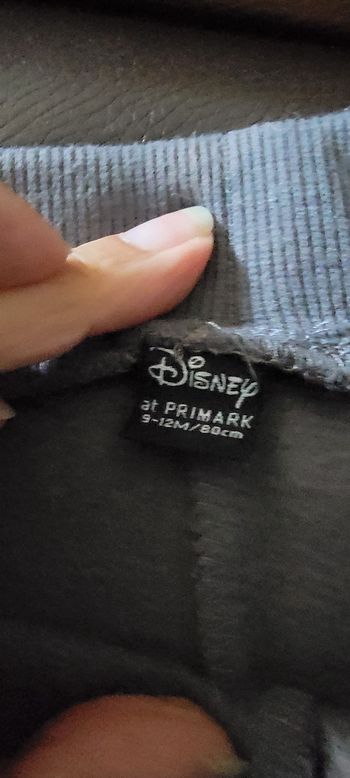 Disney
at PRIMARK
9-12M/80cm